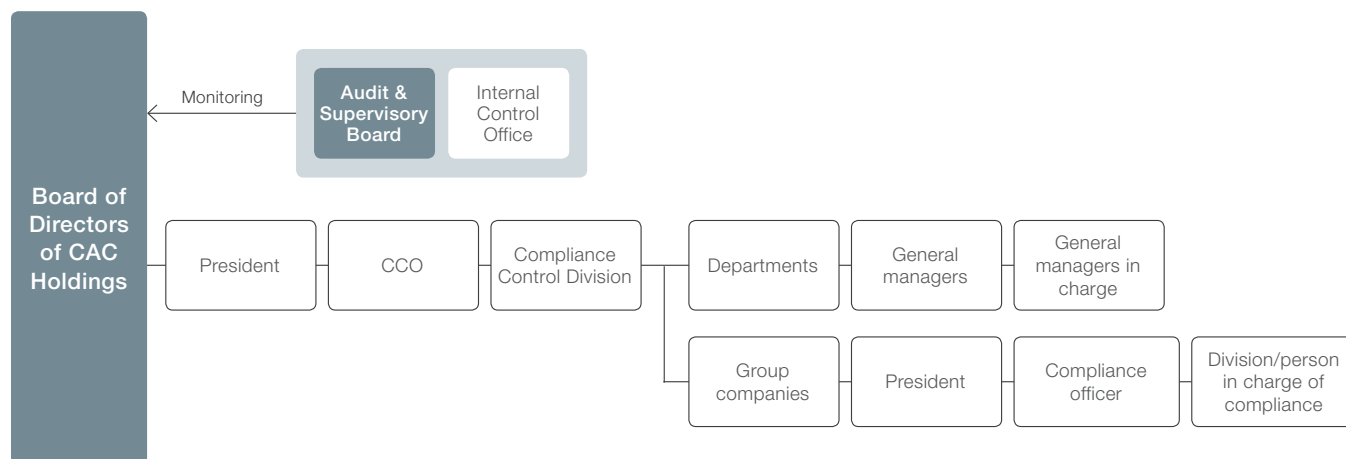 Board of
Directors
of CAC
Holdings
Monitoring
Audit &
Supervisory
Board
Internal
Control
Office
President
CCO
Compliance
Control Division
Departments
General
managers
General
managers in
charge
Group
companies
President
Compliance
officer
Division/person
in charge of
compliance